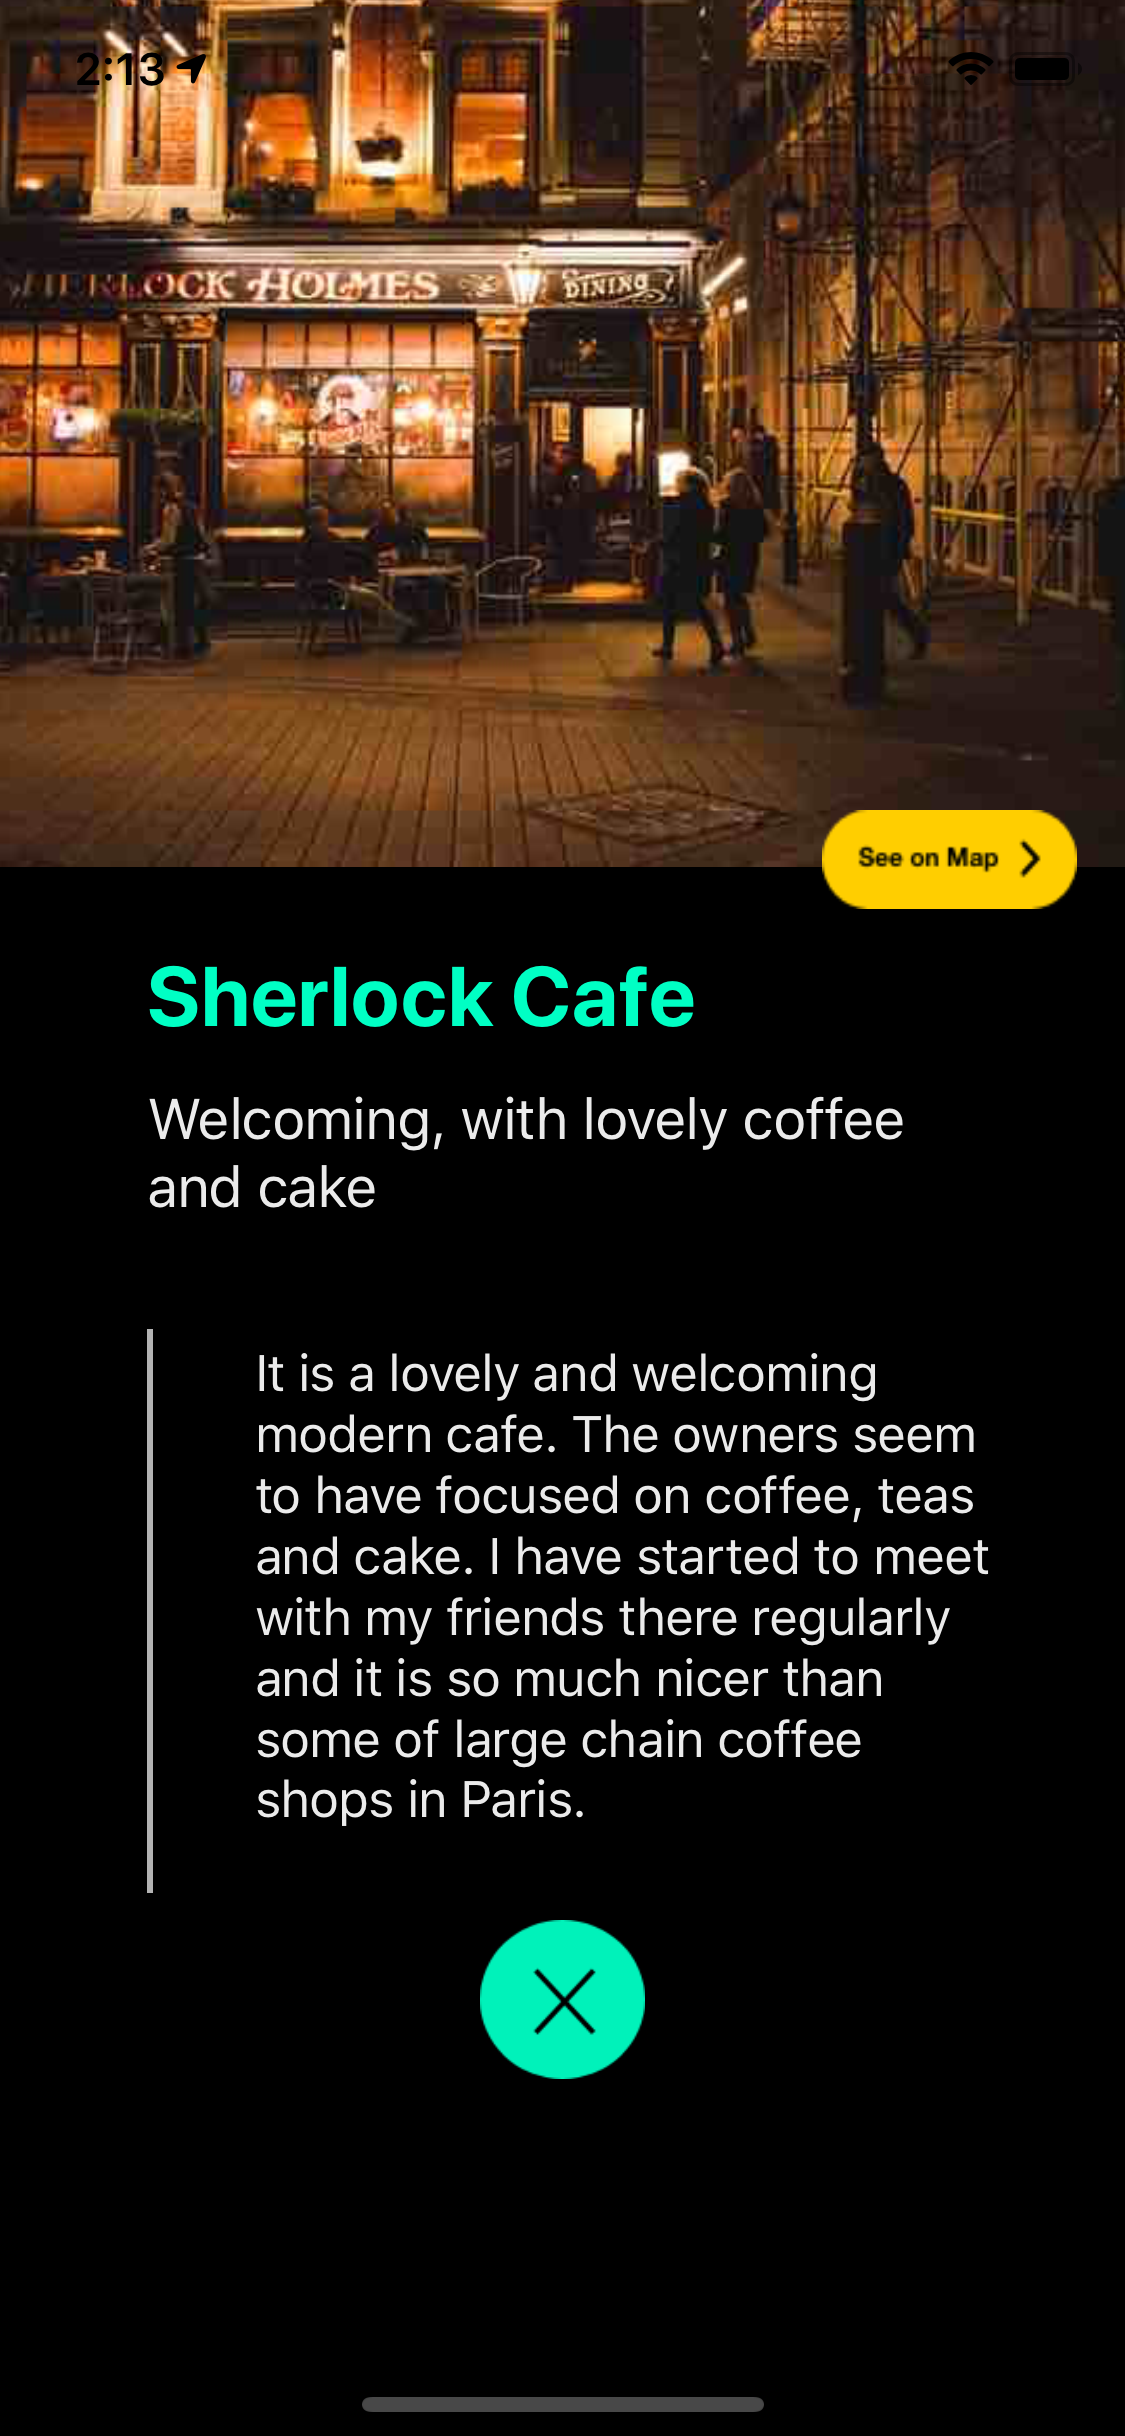 2:13
SHERLOCK HOLMES
DINING
See on Map
Sherlock Cafe
Welcoming, with lovely coffee
and cake
It is a lovely and welcoming
modern cafe. The owners seem
to have focused on coffee, teas
and cake. I have started to meet
with my friends there regularly
and it is so much nicer than
some of large chain coffee
shops in Paris.